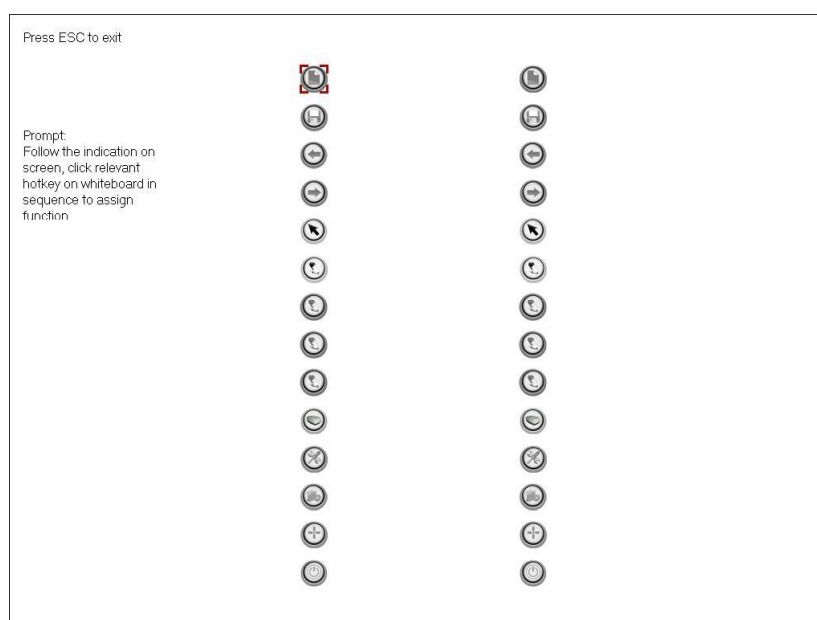 Press ESC to exit
Prompt:
Follow the indication on
screen, click relevant
hotkey on whiteboard in
sequence to assign
function